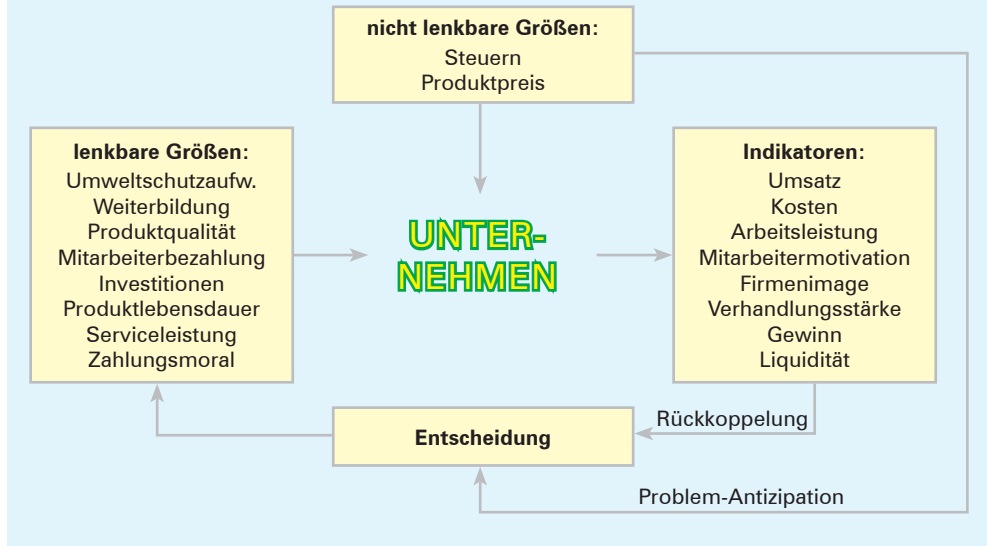 nicht lenkbare Größen:
Steuern
Produktpreis
lenkbare Größen:
Umweltschutzaufw.
Weiterbildung
Produktqualität
Mitarbeiterbezahlung
Investitionen
Produktlebensdauer
Serviceleistung
Zahlungsmoral
UNTER-
NEHMEN
Indikatoren:
Umsatz
Kosten
Arbeitsleistung
Mitarbeitermotivation
Firmenimage
Verhandlungsstärke
Gewinn
Liquidität
Rückkoppelung
Entscheidung
Problem-Antizipation